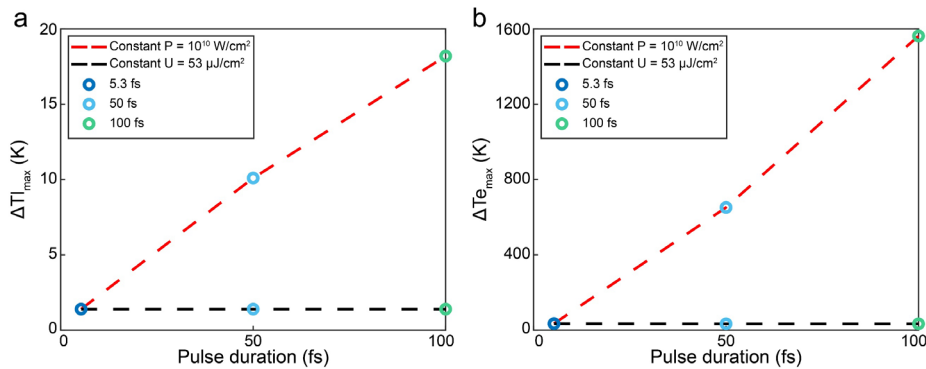 a
20
15
10
5
0
ΔTl_max (K)
Constant P = 10¹⁰ W/cm²
Constant U = 53 µJ/cm²
5.3 fs
50 fs
100 fs
0 50 100
Pulse duration (fs)
b
1600
1200
800
400
0
ΔTe_max (K)
Constant P = 10¹⁰ W/cm²
Constant U = 53 µJ/cm²
5.3 fs
50 fs
100 fs
0 50 100
Pulse duration (fs)